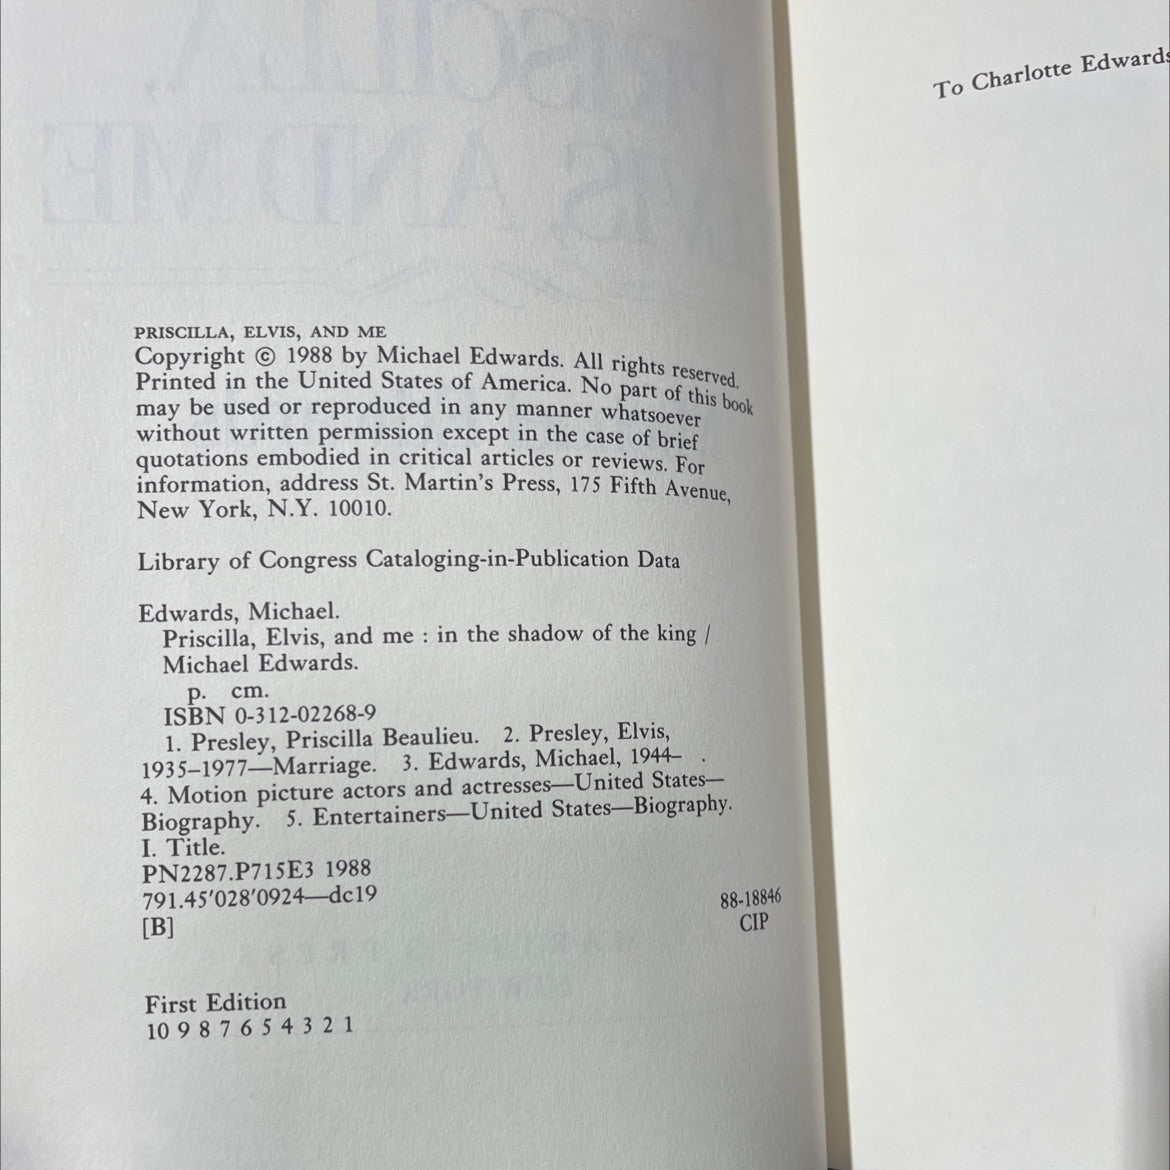 PRISCILLA, ELVIS, AND ME
Copyright © 1988 by Michael Edwards. All rights reserved.
Printed in the United States of America. No part of this book
may be used or reproduced in any manner whatsoever
without written permission except in the case of brief
quotations embodied in critical articles or reviews. For
information, address St. Martin's Press, 175 Fifth Avenue,
New York, N.Y. 10010.
Library of Congress Cataloging-in-Publication Data
Edwards, Michael.
Priscilla, Elvis, and me : in the shadow of the king /
Michael Edwards.
p. cm.
ISBN 0-312-02268-9
1. Presley, Priscilla Beaulieu. 2. Presley, Elvis,
1935–1977—Marriage. 3. Edwards, Michael, 1944– .
4. Motion picture actors and actresses—United States—
Biography. 5. Entertainers—United States—Biography.
I. Title.
PN2287.P715E3 1988
791.45'028'0924—dc19
88-18846
[B]
CIP
First Edition
10 9 8 7 6 5 4 3 2 1
To Charlotte Edwards